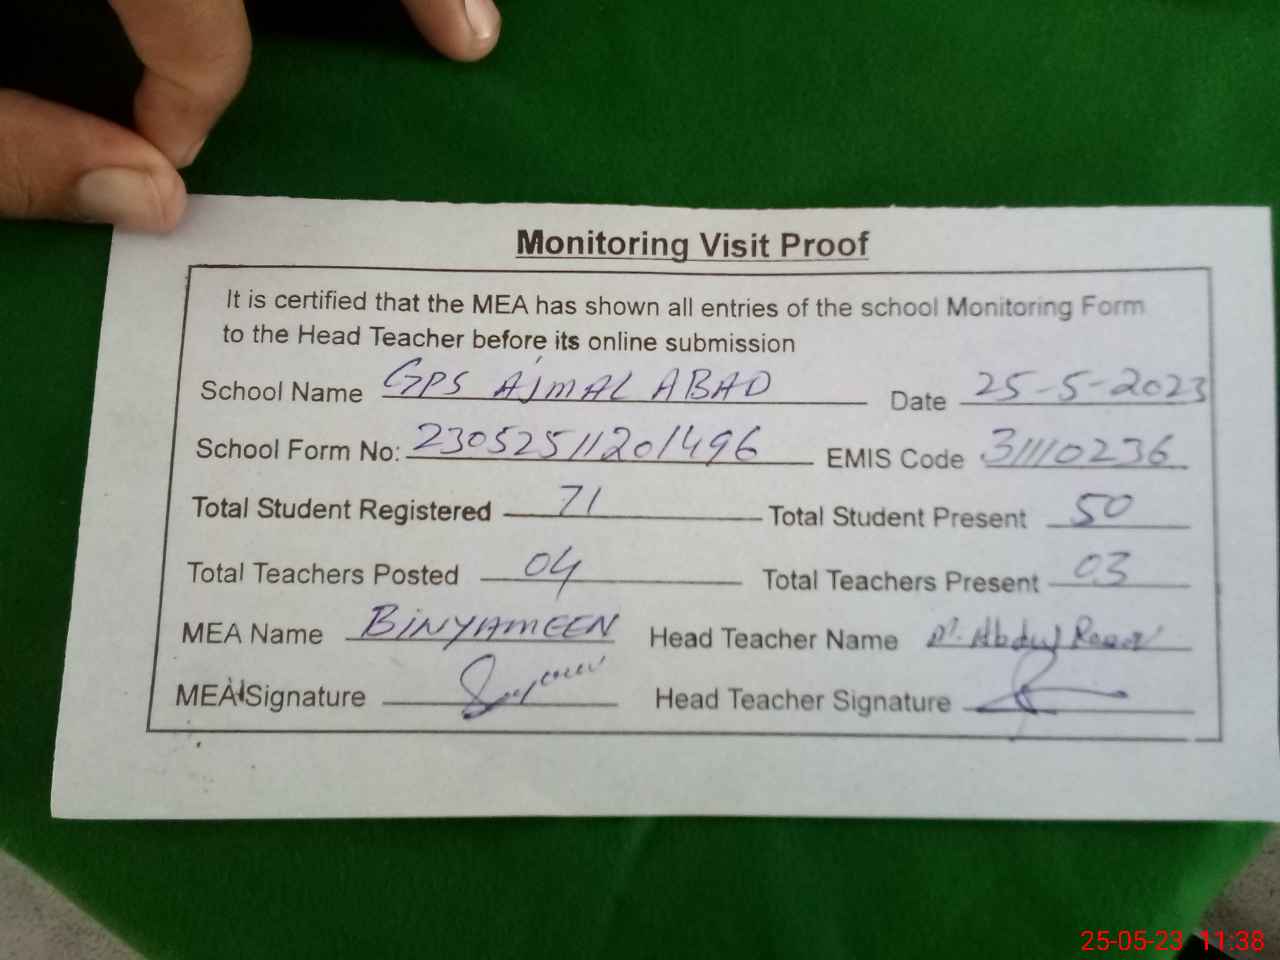 Monitoring Visit Proof
It is certified that the MEA has shown all entries of the school Monitoring Form
to the Head Teacher before its online submission
School Name GPS AJMAL ABAD Date 25-5-2023
School Form No: 23052511201496 EMIS Code 31110236
Total Student Registered 71 Total Student Present 50
Total Teachers Posted 04 Total Teachers Present 03
MEA Name BINYAMEEN Head Teacher Name M. Abdul
MEA Signature Head Teacher Signature
25-05-23 11:38